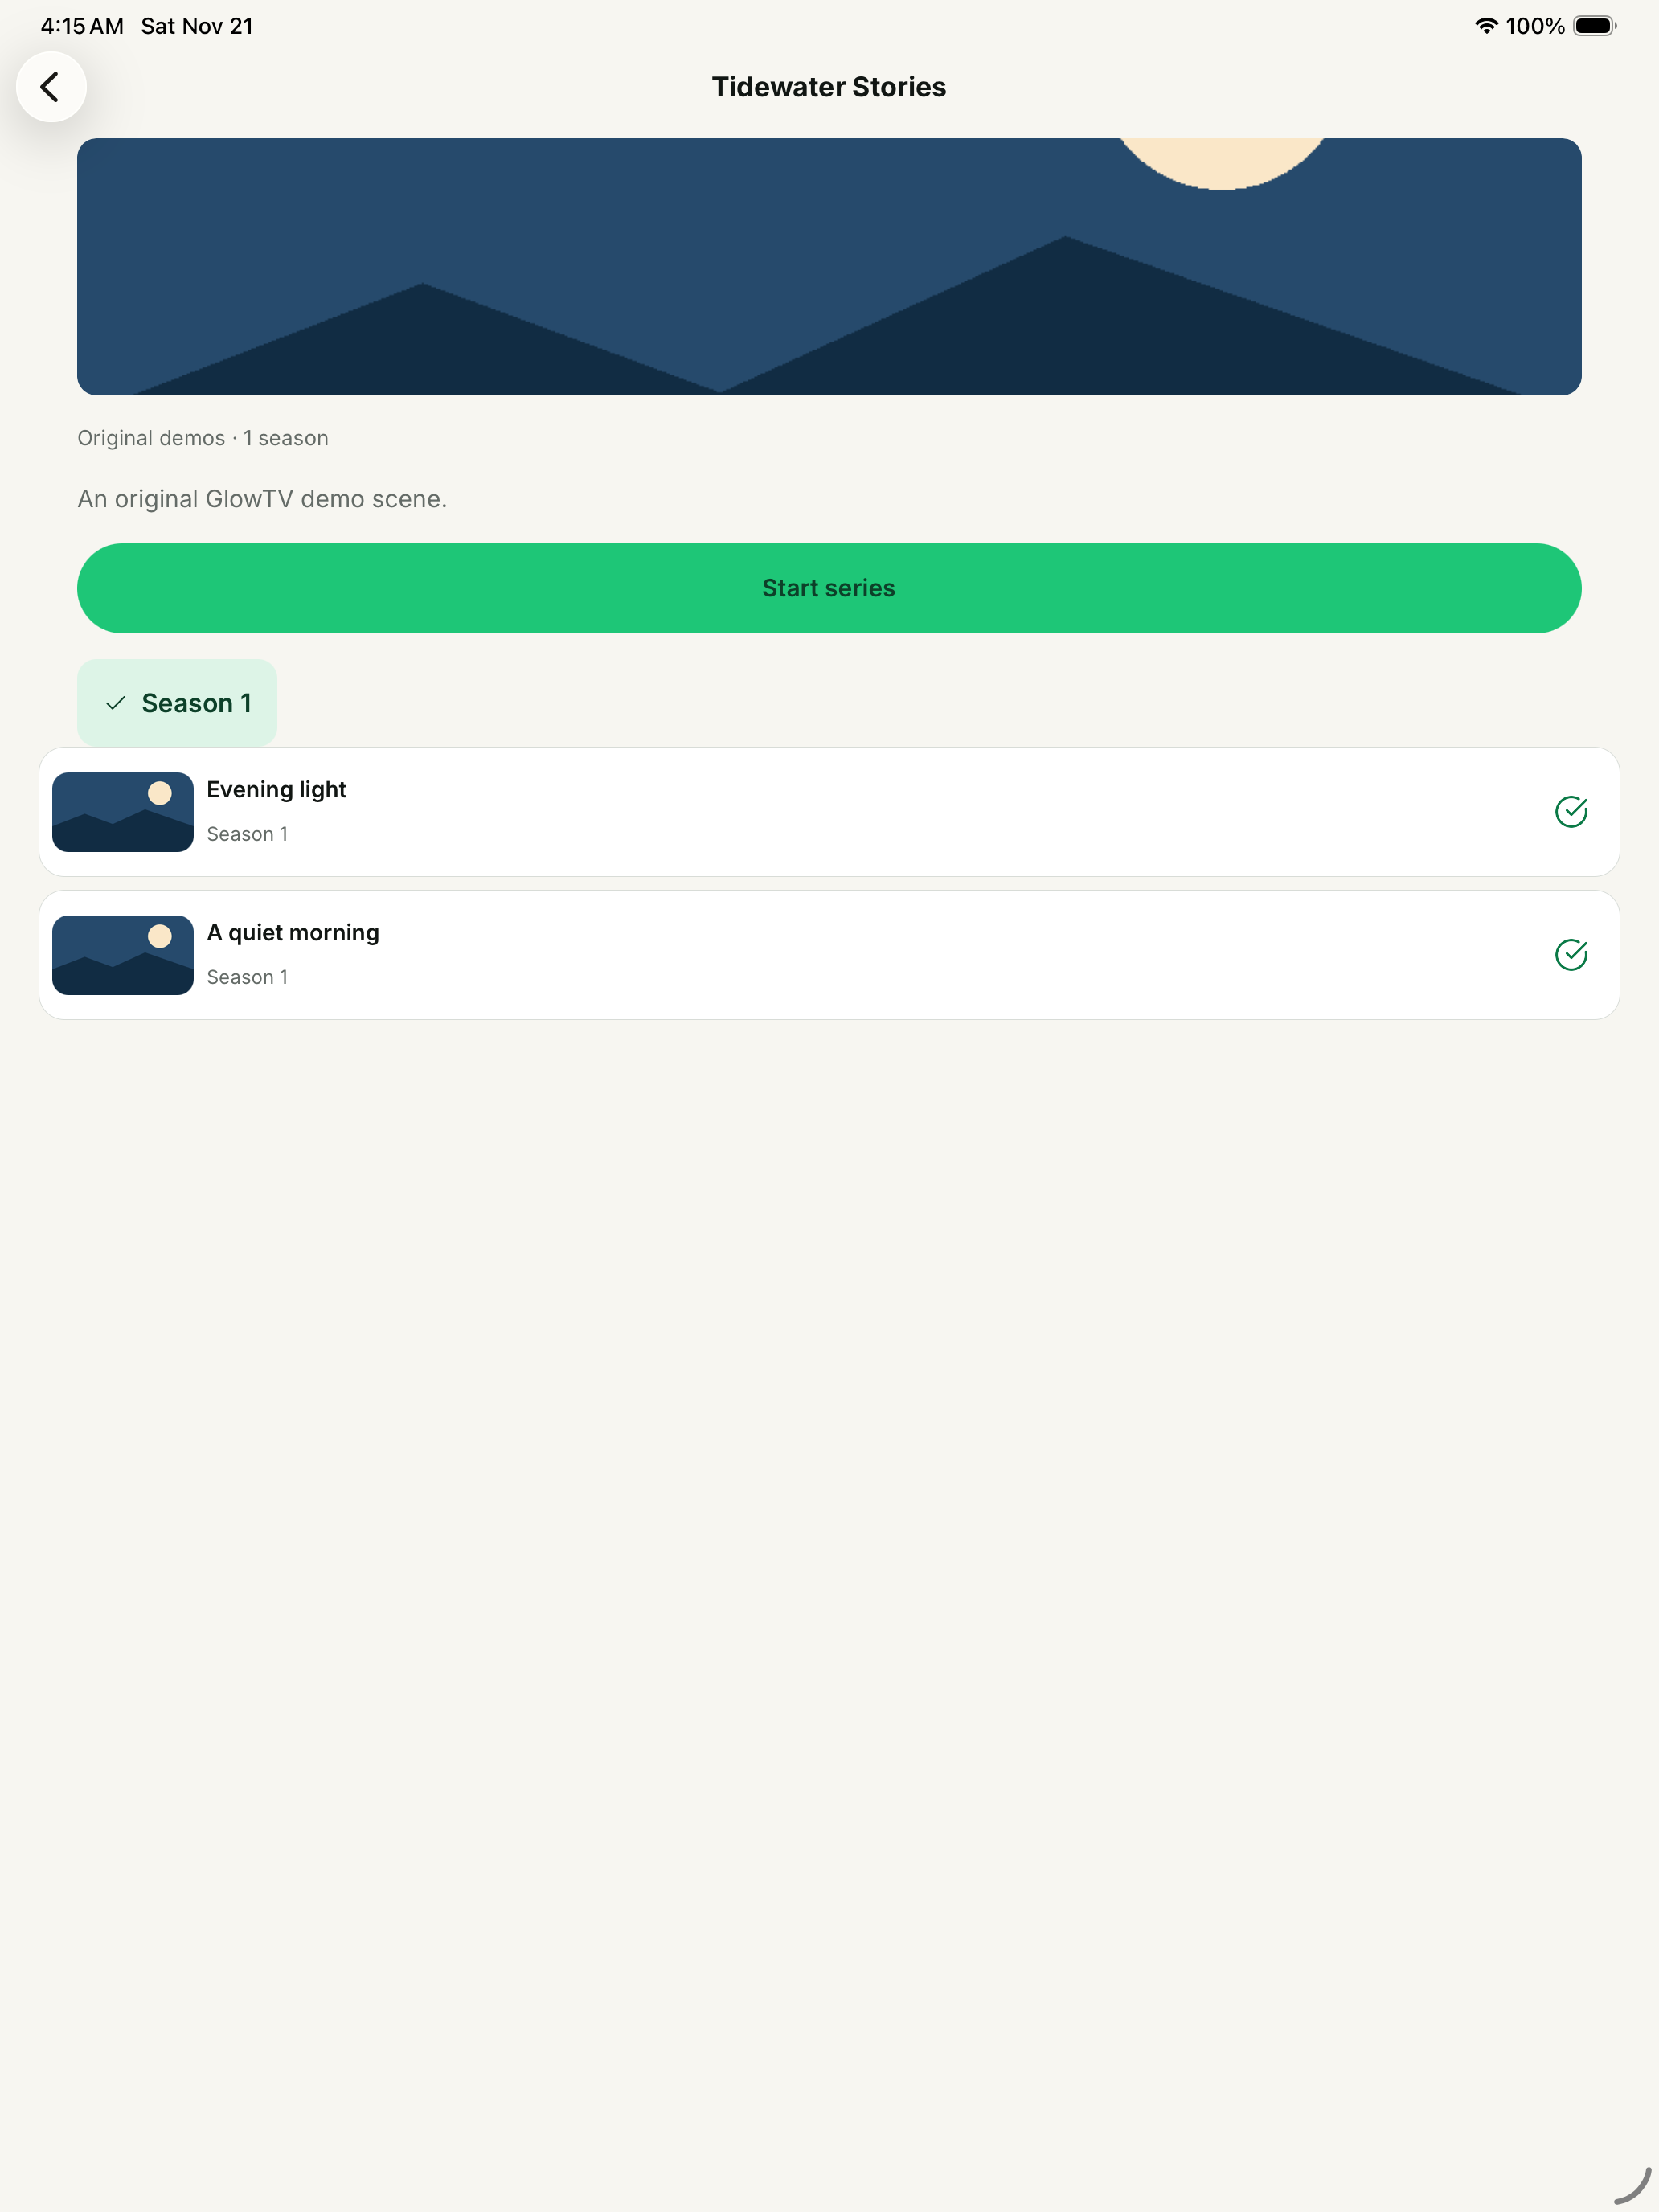 4:15 AM Sat Nov 21
100%
Tidewater Stories
Original demos · 1 season
An original GlowTV demo scene.
Start series
Season 1
Evening light
Season 1
A quiet morning
Season 1